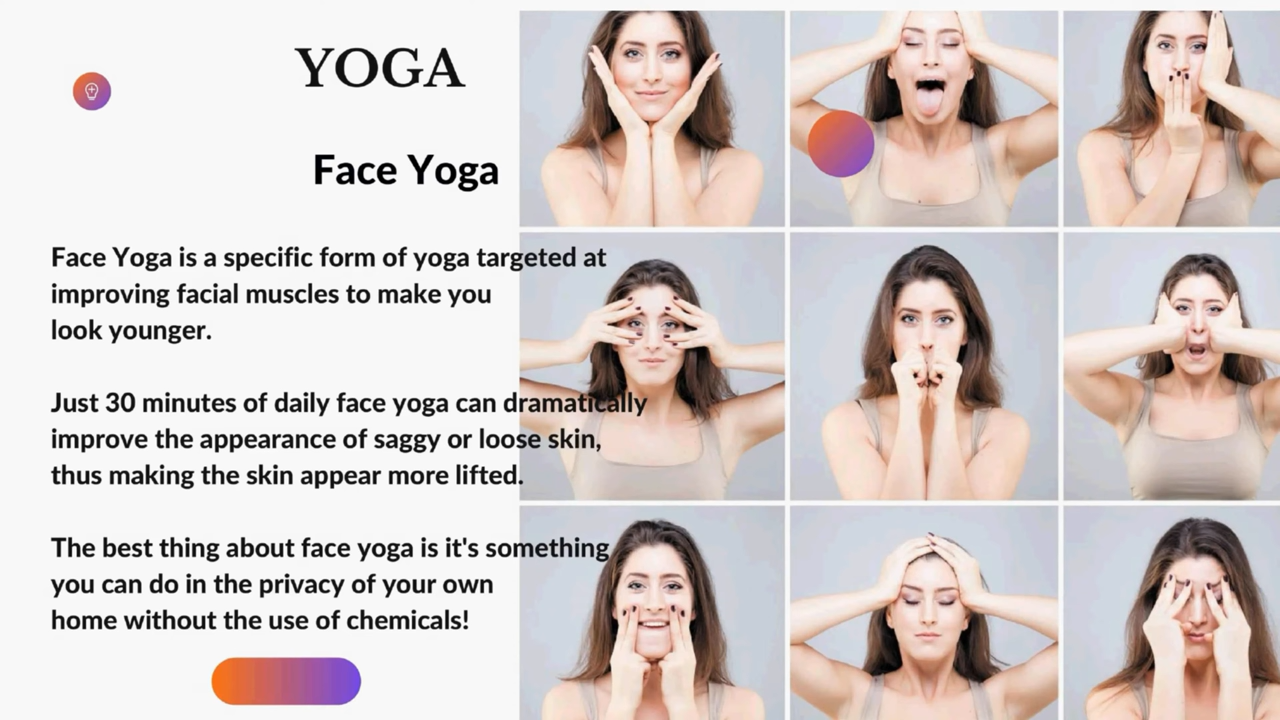 YOGA
Face Yoga
Face Yoga is a specific form of yoga targeted at
improving facial muscles to make you
look younger.
Just 30 minutes of daily face yoga can dramatically
improve the appearance of saggy or loose skin,
thus making the skin appear more lifted.
The best thing about face yoga is it's something
you can do in the privacy of your own
home without the use of chemicals!